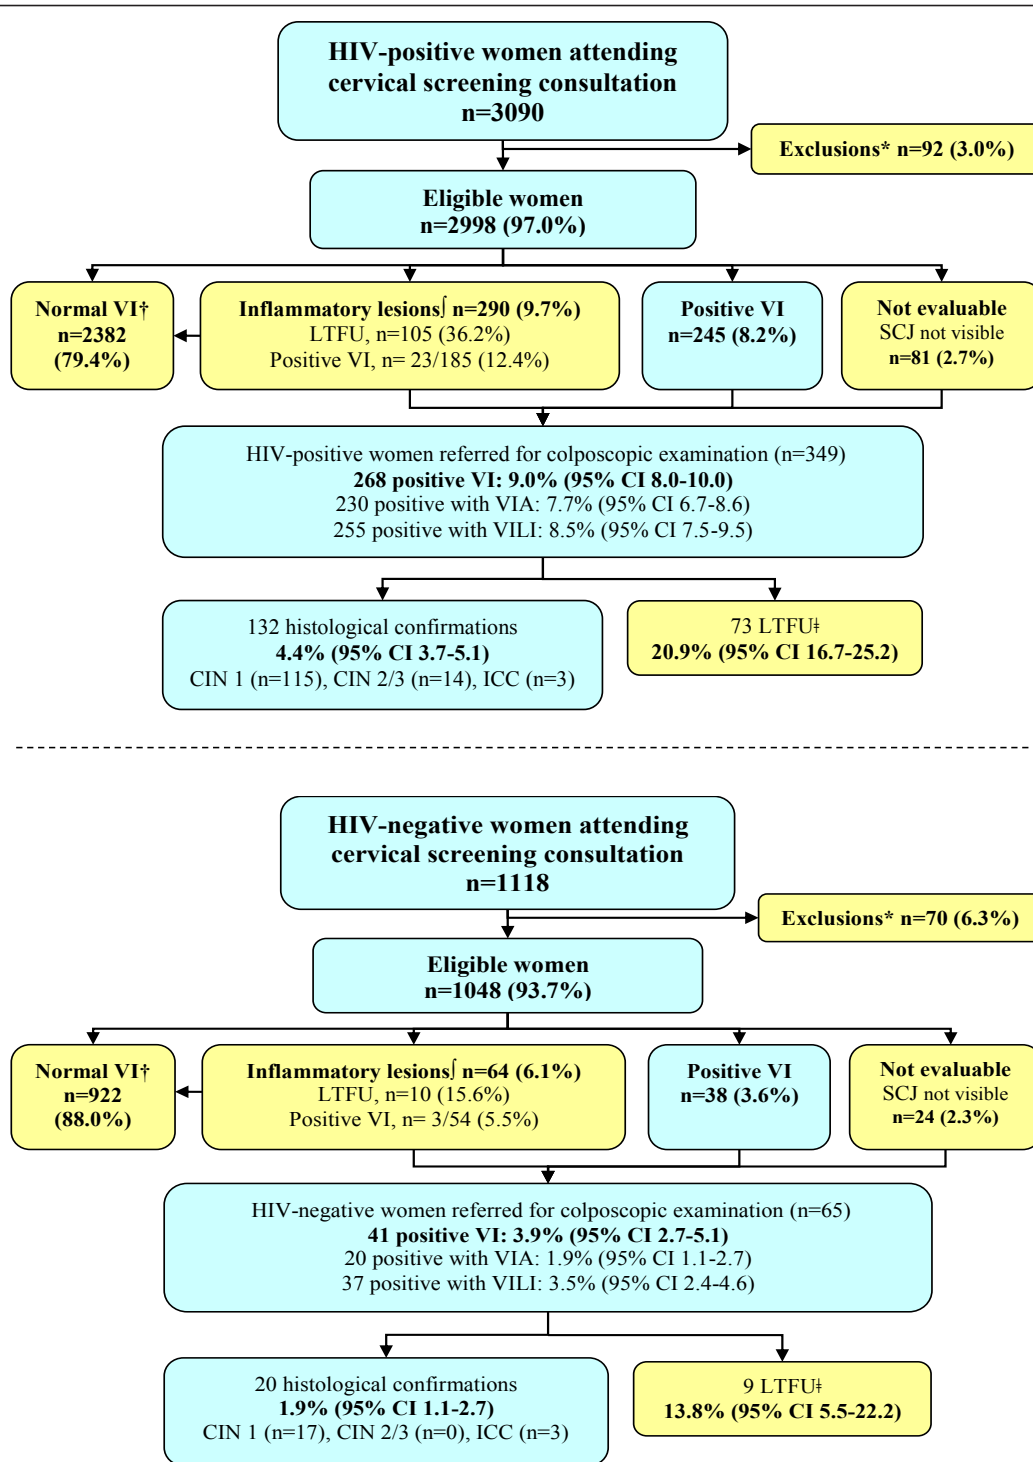 HIV-positive women attending
cervical screening consultation
n=3090
Exclusions* n=92 (3.0%)
Eligible women
n=2998 (97.0%)
Normal VI†
n=2382
(79.4%)
Inflammatory lesions∫ n=290 (9.7%)
LTFU, n=105 (36.2%)
Positive VI, n= 23/185 (12.4%)
Positive VI
n=245 (8.2%)
Not evaluable
SCJ not visible
n=81 (2.7%)
HIV-positive women referred for colposcopic examination (n=349)
268 positive VI: 9.0% (95% CI 8.0-10.0)
230 positive with VIA: 7.7% (95% CI 6.7-8.6)
255 positive with VILI: 8.5% (95% CI 7.5-9.5)
132 histological confirmations
4.4% (95% CI 3.7-5.1)
CIN 1 (n=115), CIN 2/3 (n=14), ICC (n=3)
73 LTFU‡
20.9% (95% CI 16.7-25.2)
HIV-negative women attending
cervical screening consultation
n=1118
Exclusions* n=70 (6.3%)
Eligible women
n=1048 (93.7%)
Normal VI†
n=922
(88.0%)
Inflammatory lesions∫ n=64 (6.1%)
LTFU, n=10 (15.6%)
Positive VI, n= 3/54 (5.5%)
Positive VI
n=38 (3.6%)
Not evaluable
SCJ not visible
n=24 (2.3%)
HIV-negative women referred for colposcopic examination (n=65)
41 positive VI: 3.9% (95% CI 2.7-5.1)
20 positive with VIA: 1.9% (95% CI 1.1-2.7)
37 positive with VILI: 3.5% (95% CI 2.4-4.6)
20 histological confirmations
1.9% (95% CI 1.1-2.7)
CIN 1 (n=17), CIN 2/3 (n=0), ICC (n=3)
9 LTFU‡
13.8% (95% CI 5.5-22.2)